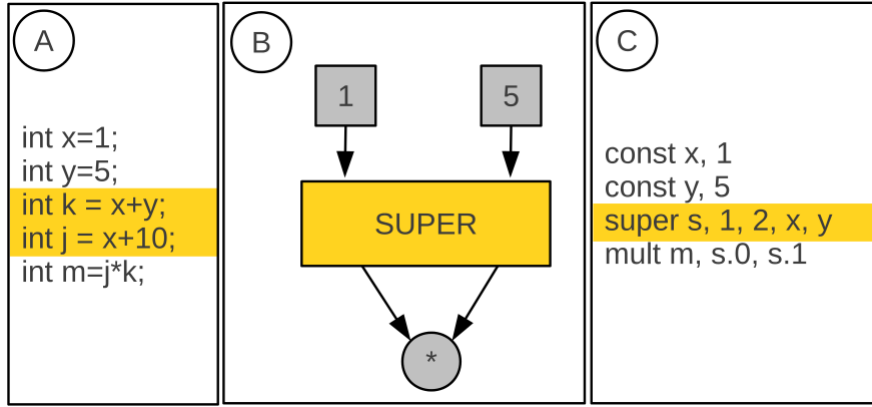 A
int x=1;
int y=5;
int k = x+y;
int j = x+10;
int m=j*k;
B
1 5
SUPER
*
C
const x, 1
const y, 5
super s, 1, 2, x, y
mult m, s.0, s.1